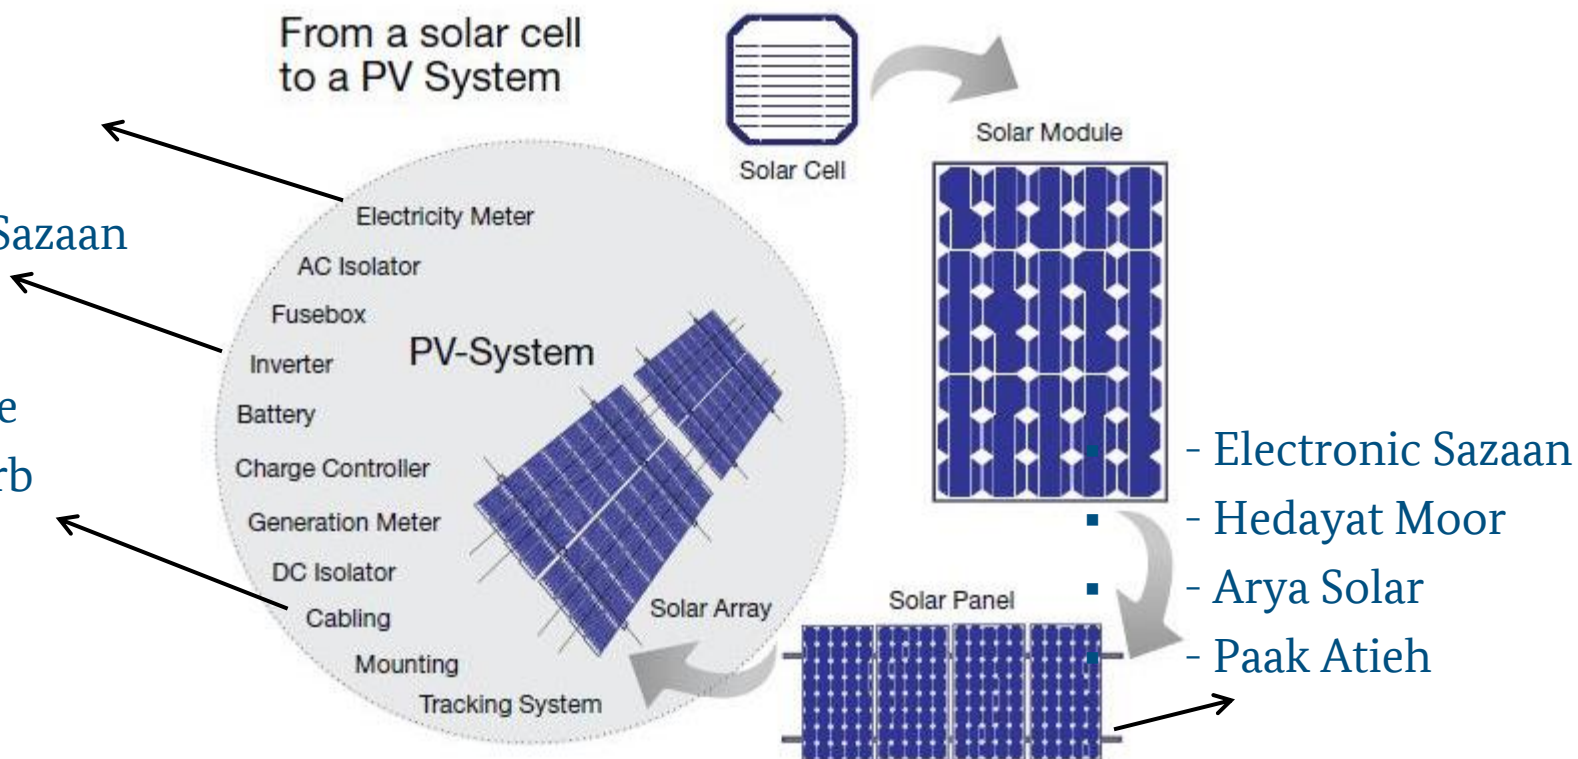 From a solar cell
to a PV System
Solar Cell
Solar Module
Electricity Meter
Sazaan
AC Isolator
Fusebox
Inverter
PV-System
Battery
Charge Controller
Generation Meter
DC Isolator
Cabling
Mounting
Tracking System
Solar Array
Solar Panel
- Electronic Sazaan
- Hedayat Moor
- Arya Solar
- Paak Atieh